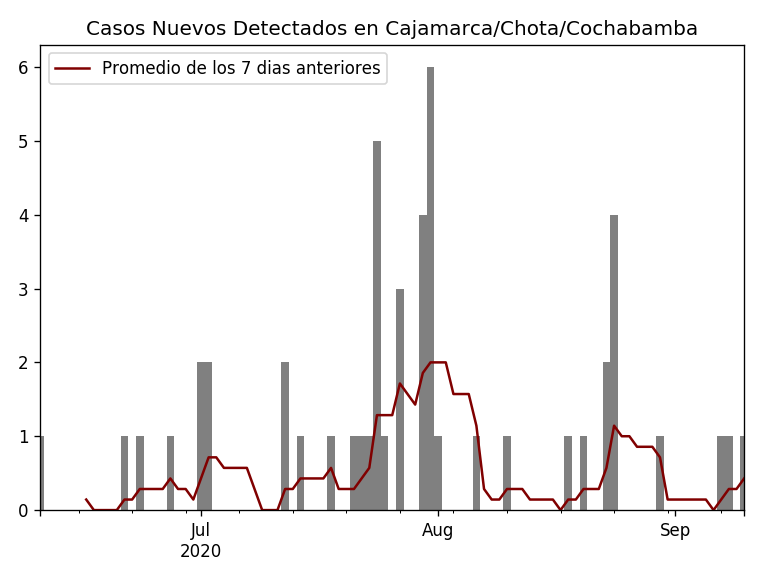 Casos Nuevos Detectados en Cajamarca/Chota/Cochabamba
Promedio de los 7 dias anteriores
6
5
4
3
2
1
0
Jul
2020
Aug
Sep